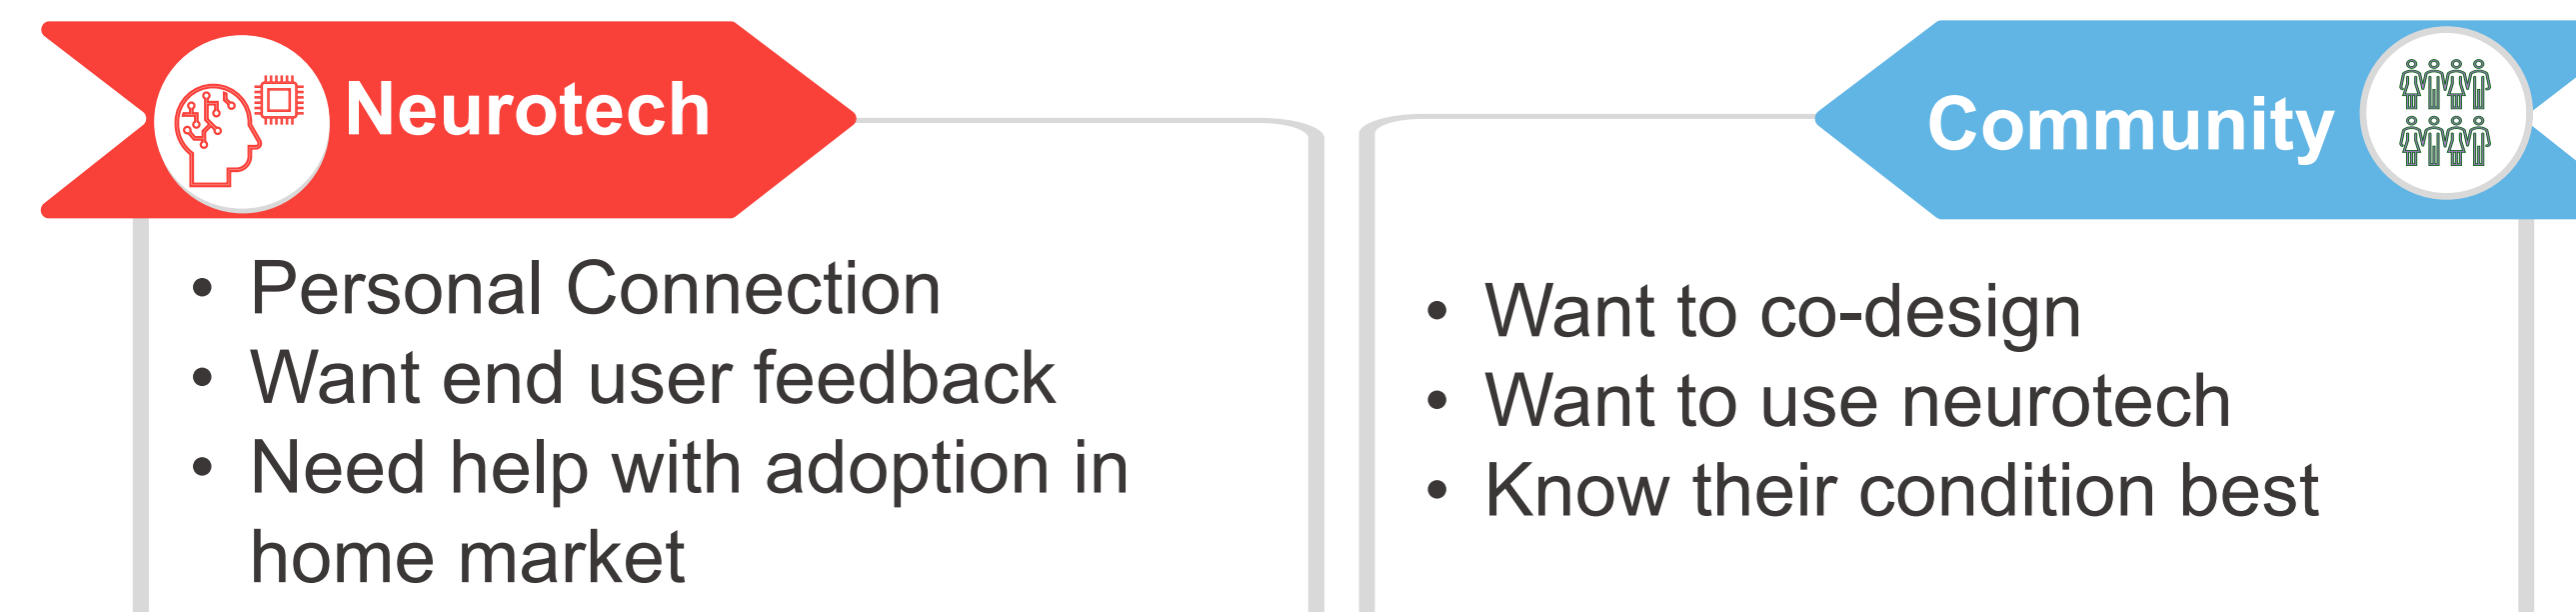 Neurotech
• Personal Connection
• Want end user feedback
• Need help with adoption in
home market
Community
• Want to co-design
• Want to use neurotech
• Know their condition best